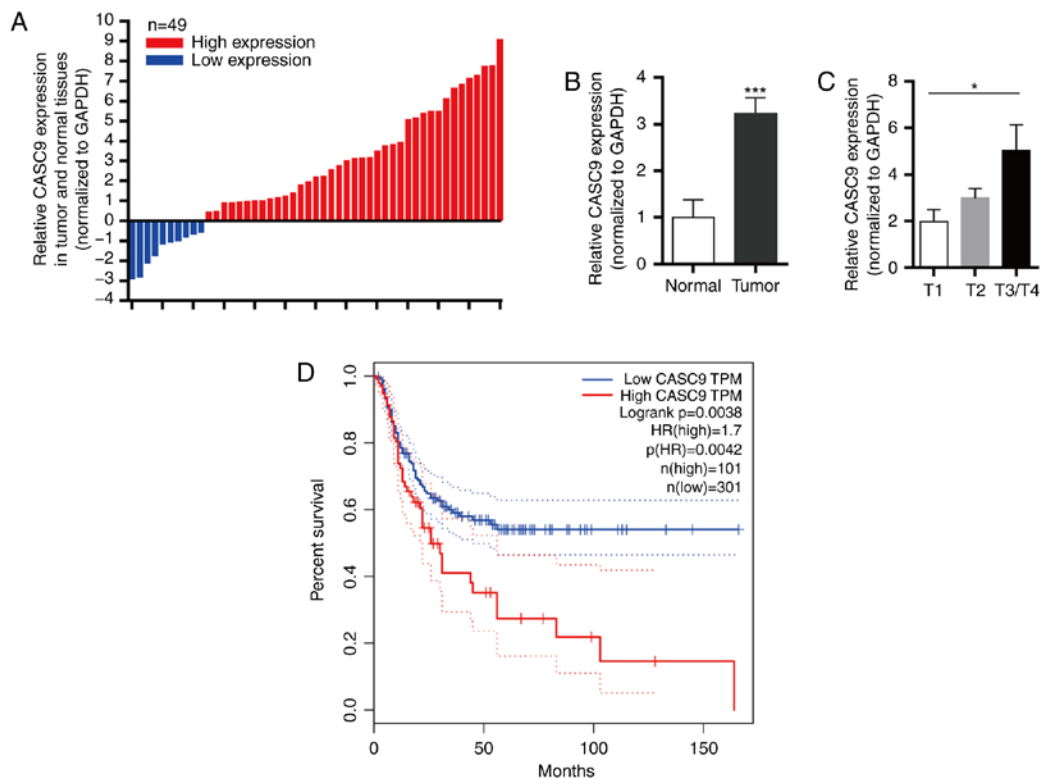 A
n=49
High expression
Low expression
Relative CASC9 expression
in tumor and normal tissues
(normalized to GAPDH)
10
9
8
7
6
5
4
3
2
1
0
−1
−2
−3
−4
B
Relative CASC9 expression
(normalized to GAPDH)
4
3
2
1
0
***
Normal Tumor
C
Relative CASC9 expression
(normalized to GAPDH)
8
6
4
2
0
*
T1 T2 T3/T4
D
Percent survival
1.0
0.8
0.6
0.4
0.2
0.0
Low CASC9 TPM
High CASC9 TPM
Logrank p=0.0038
HR(high)=1.7
p(HR)=0.0042
n(high)=101
n(low)=301
0 50 100 150
Months